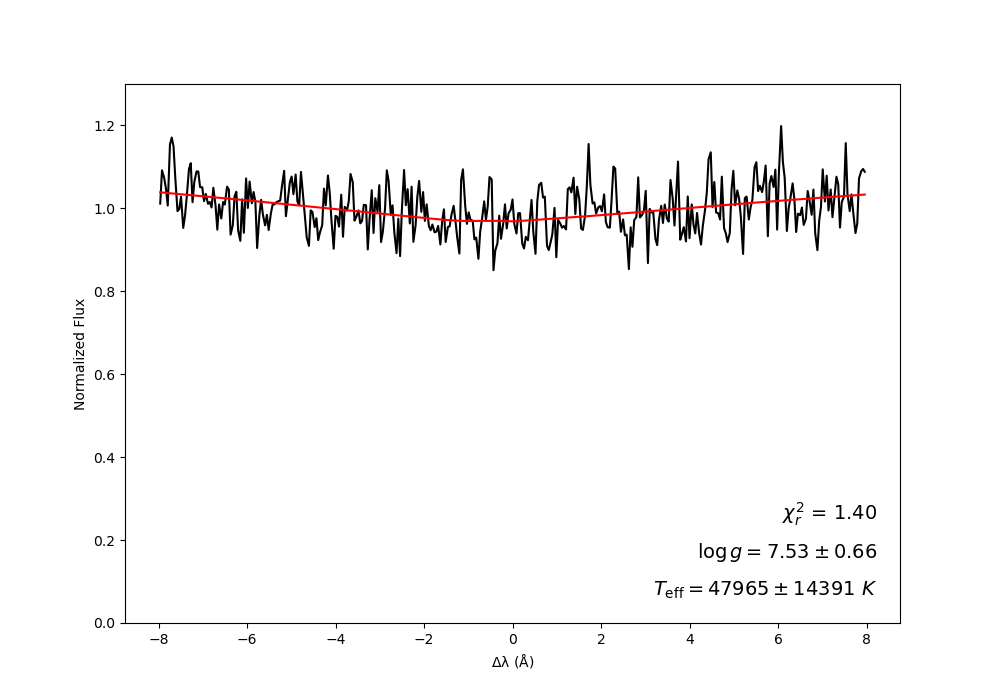 1.2
1.0
0.8
0.6
0.4
0.2
0.0
Normalized Flux
χ²ᵣ = 1.40
log g = 7.53 ± 0.66
T_eff = 47965 ± 14391 K
−8 −6 −4 −2 0 2 4 6 8
Δλ (Å)